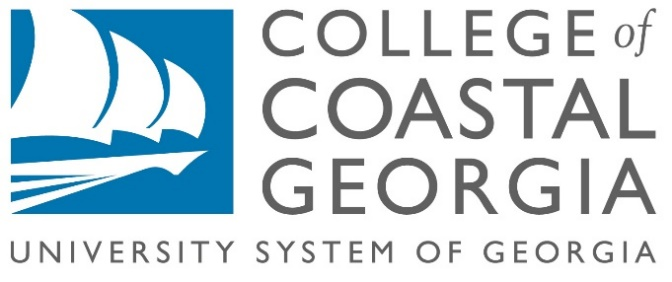 COLLEGE of
COASTAL
GEORGIA
UNIVERSITY SYSTEM OF GEORGIA